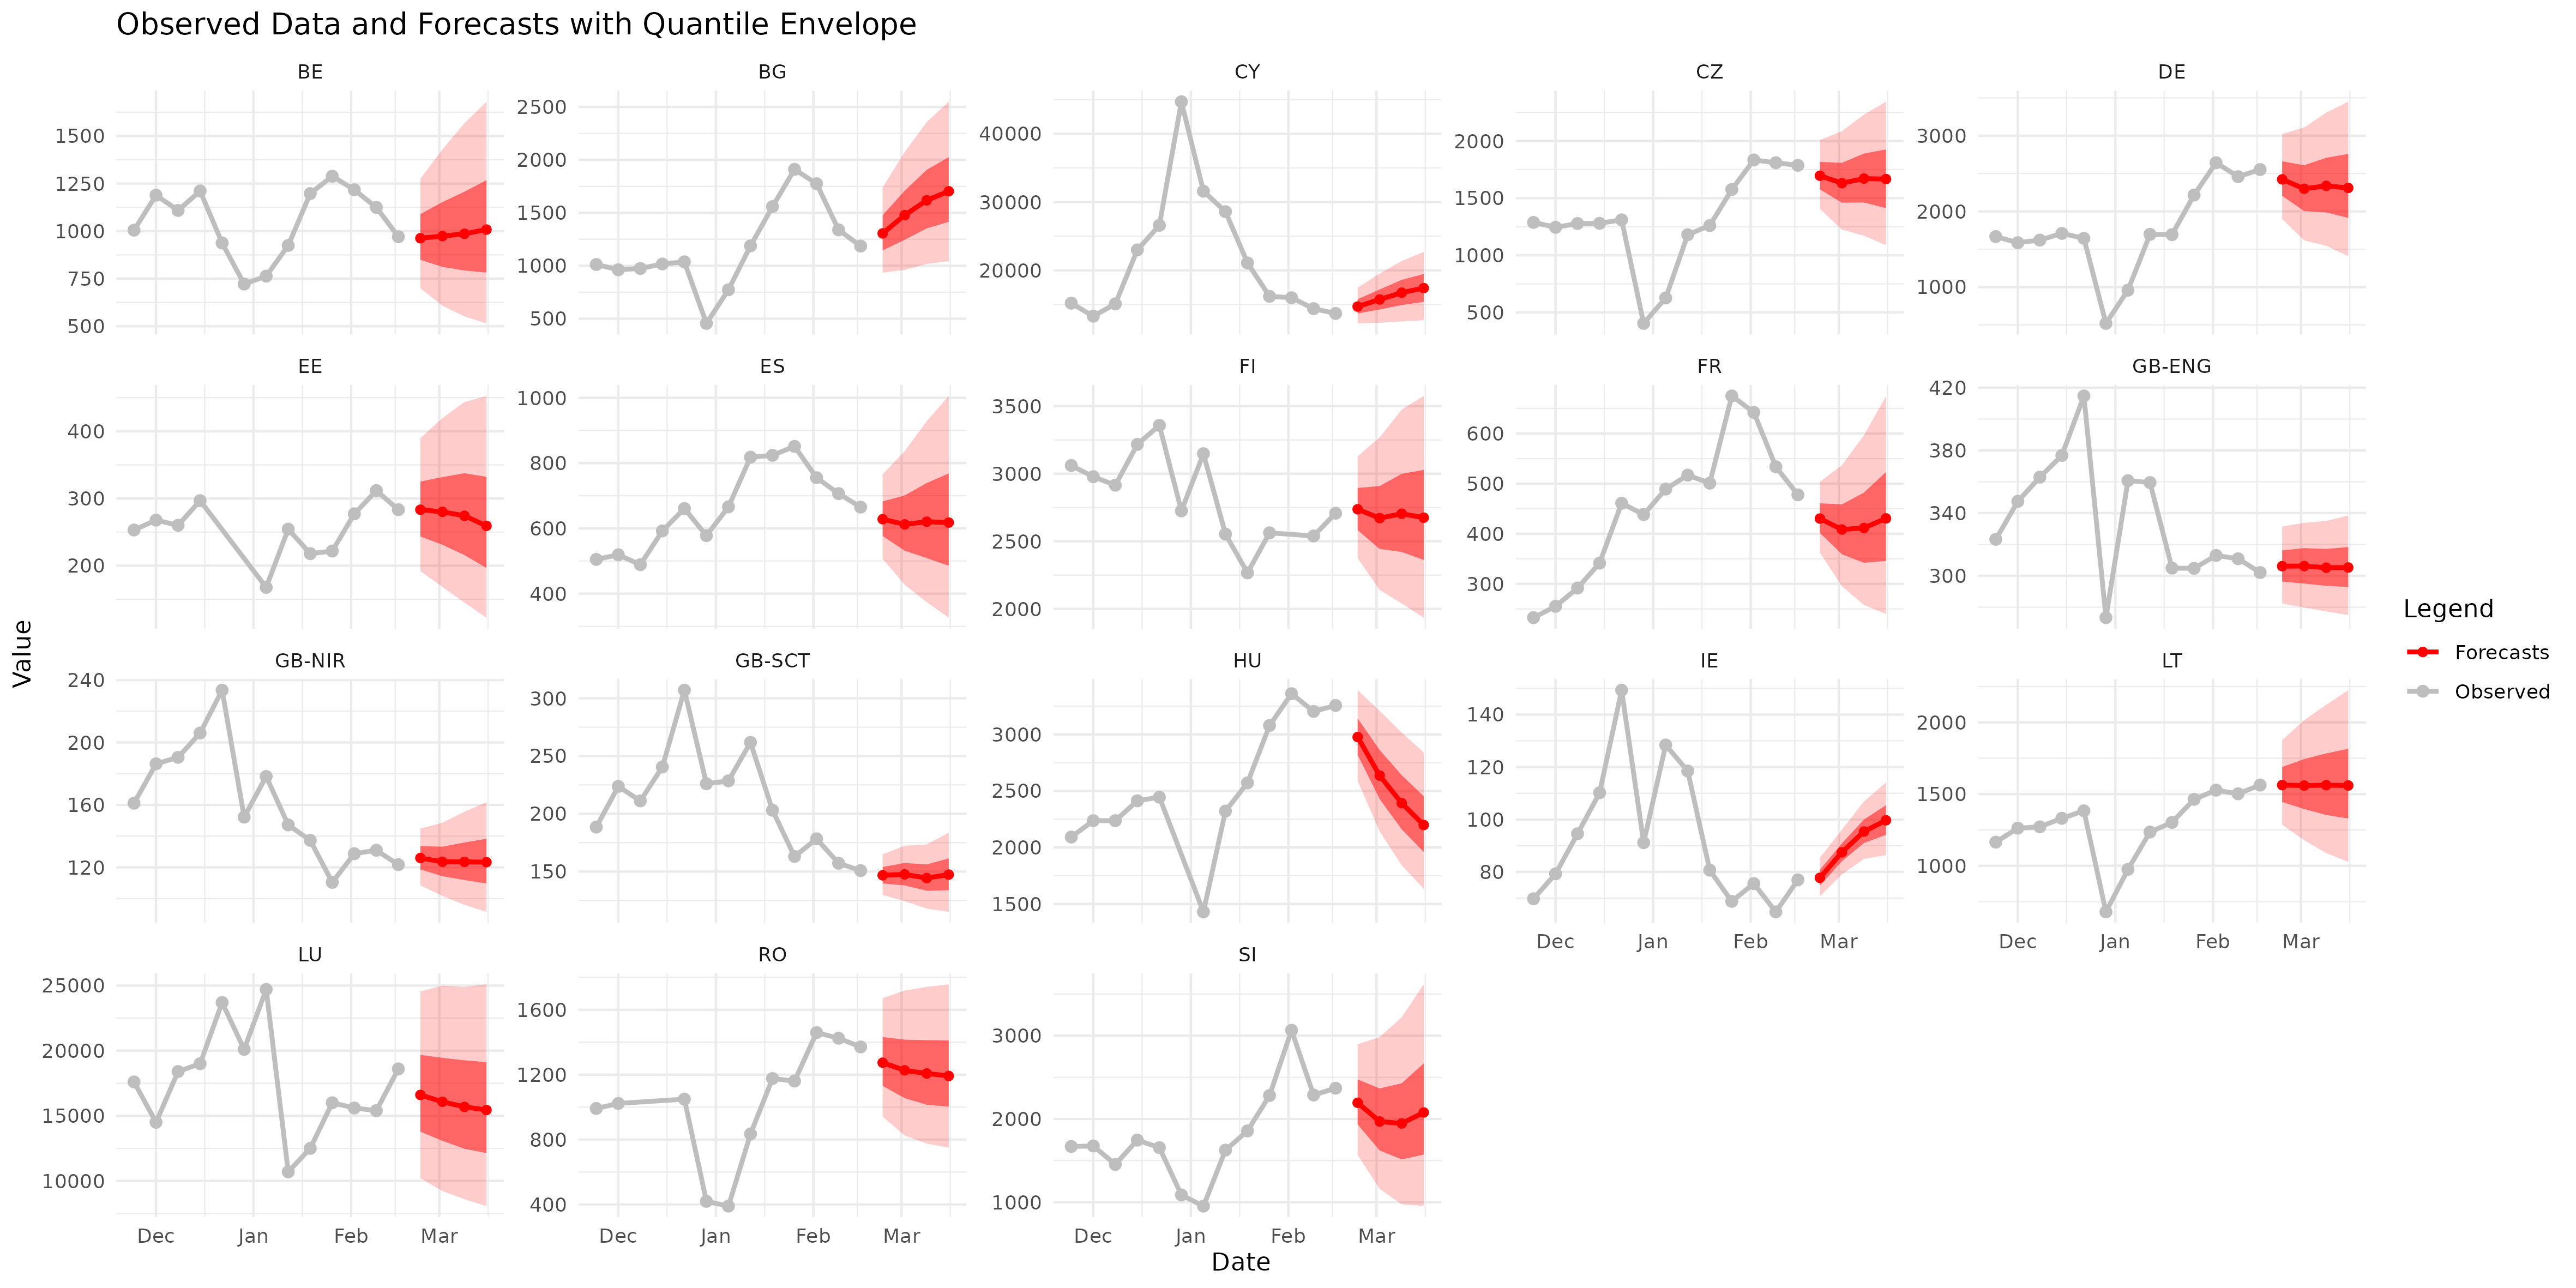 Observed Data and Forecasts with Quantile Envelope
BE
BG
CY
CZ
DE
1500
1250
1000
750
500
2500
2000
1500
1000
500
40000
30000
20000
2000
1500
1000
500
3000
2000
1000
EE
ES
FI
FR
GB-ENG
400
300
200
1000
800
600
400
3500
3000
2500
2000
600
500
400
300
420
380
340
300
GB-NIR
GB-SCT
HU
IE
LT
240
200
160
120
300
250
200
150
3000
2500
2000
1500
140
120
100
80
Dec Jan Feb Mar
2000
1500
1000
Dec Jan Feb Mar
LU
RO
SI
25000
20000
15000
10000
Dec Jan Feb Mar
1600
1200
800
400
Dec Jan Feb Mar
3000
2000
1000
Dec Jan Feb Mar
Value
Date
Legend
Forecasts
Observed